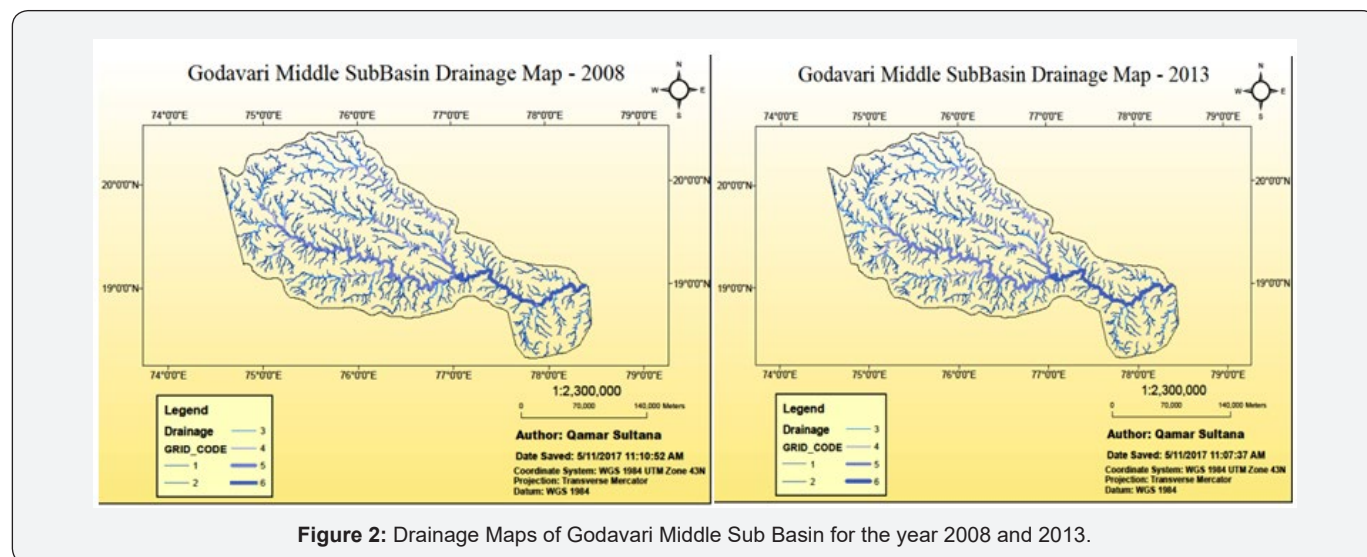 Godavari Middle SubBasin Drainage Map - 2008
N
W E
S
74°0'0"E 75°0'0"E 76°0'0"E 77°0'0"E 78°0'0"E 79°0'0"E
20°0'0"N 20°0'0"N
19°0'0"N 19°0'0"N
74°0'0"E 75°0'0"E 76°0'0"E 77°0'0"E 78°0'0"E 79°0'0"E
1:2,300,000
0 70,000 140,000 Meters
Legend
Drainage
GRID_CODE
1
2
3
4
5
6
Author: Qamar Sultana
Date Saved: 5/11/2017 11:10:52 AM
Coordinate System: WGS 1984 UTM Zone 43N
Projection: Transverse Mercator
Datum: WGS 1984
Godavari Middle SubBasin Drainage Map - 2013
N
W E
S
74°0'0"E 75°0'0"E 76°0'0"E 77°0'0"E 78°0'0"E 79°0'0"E
20°0'0"N 20°0'0"N
19°0'0"N 19°0'0"N
74°0'0"E 75°0'0"E 76°0'0"E 77°0'0"E 78°0'0"E 79°0'0"E
1:2,300,000
0 70,000 140,000 Meters
Legend
Drainage
GRID_CODE
1
2
3
4
5
6
Author: Qamar Sultana
Date Saved: 5/11/2017 11:07:37 AM
Coordinate System: WGS 1984 UTM Zone 43N
Projection: Transverse Mercator
Datum: WGS 1984
Figure 2: Drainage Maps of Godavari Middle Sub Basin for the year 2008 and 2013.